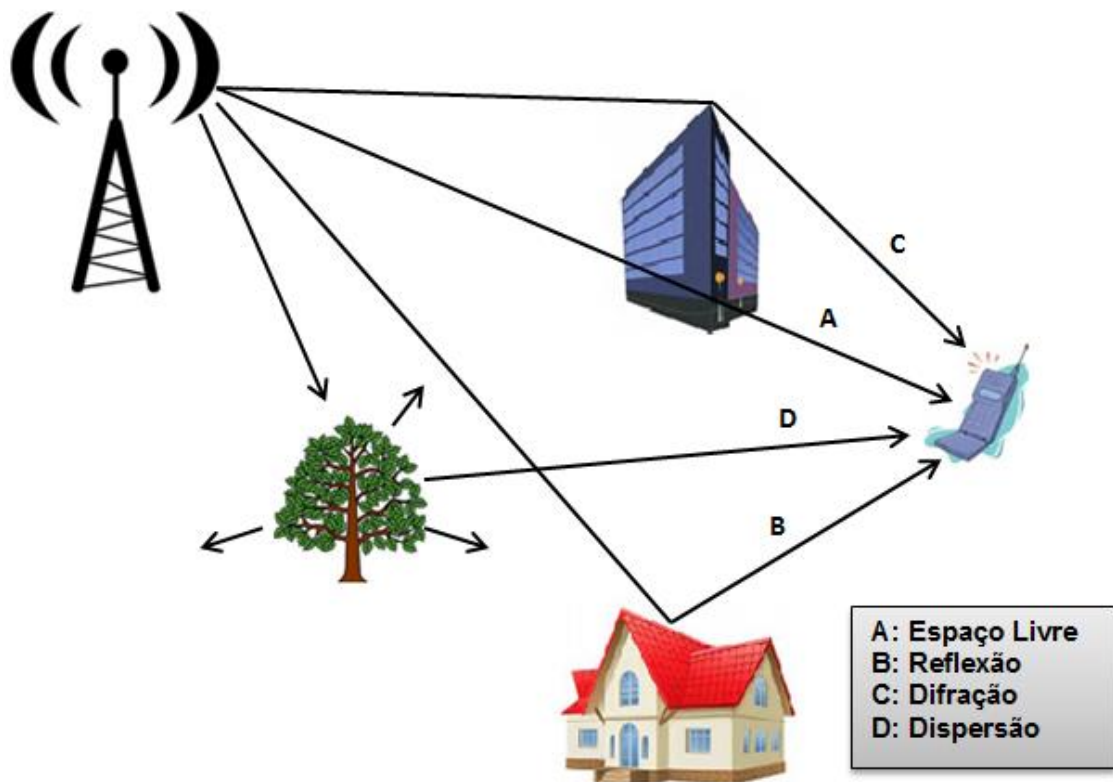 C
A
D
B
A: Espaço Livre
B: Reflexão
C: Difração
D: Dispersão